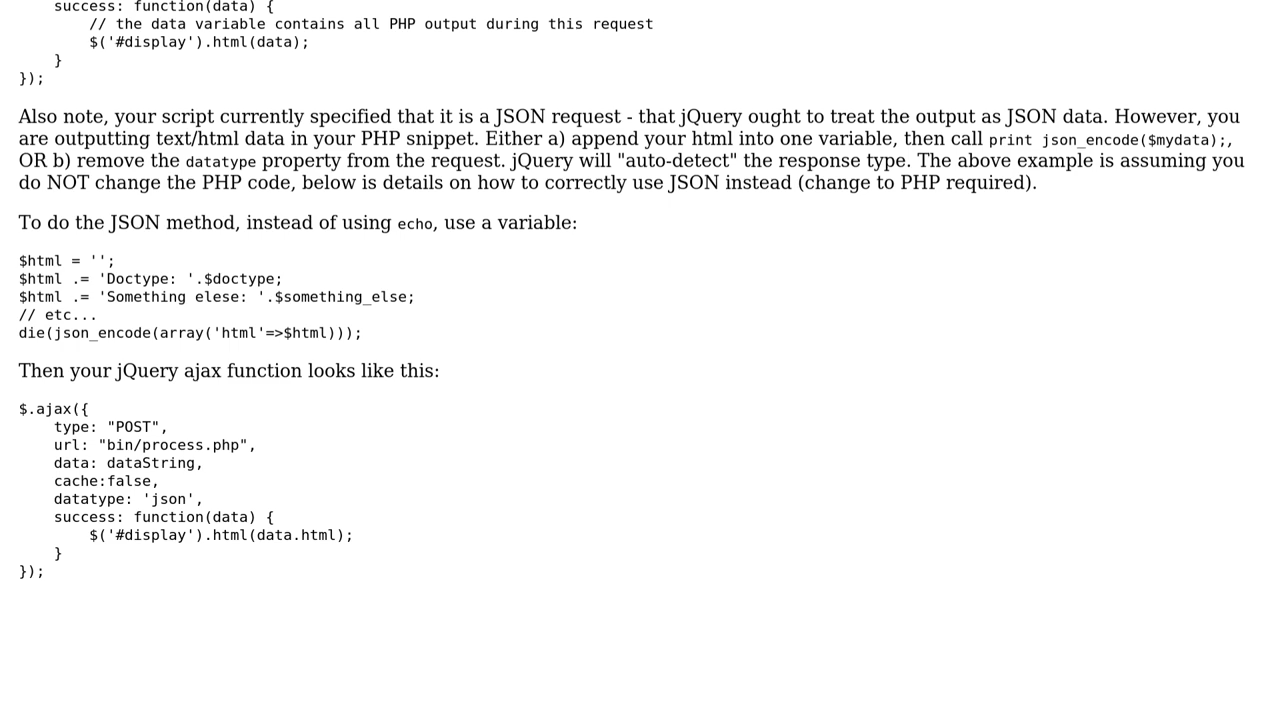 success: function(data) {
        // the data variable contains all PHP output during this request
        $('#display').html(data);
    }
});
Also note, your script currently specified that it is a JSON request - that jQuery ought to treat the output as JSON data. However, you
are outputting text/html data in your PHP snippet. Either a) append your html into one variable, then call print json_encode($mydata);,
OR b) remove the datatype property from the request. jQuery will "auto-detect" the response type. The above example is assuming you
do NOT change the PHP code, below is details on how to correctly use JSON instead (change to PHP required).
To do the JSON method, instead of using echo, use a variable:
$html = '';
$html .= 'Doctype: '.$doctype;
$html .= 'Something elese: '.$something_else;
// etc...
die(json_encode(array('html'=>$html)));
Then your jQuery ajax function looks like this:
$.ajax({
    type: "POST",
    url: "bin/process.php",
    data: dataString,
    cache:false,
    datatype: 'json',
    success: function(data) {
        $('#display').html(data.html);
    }
});